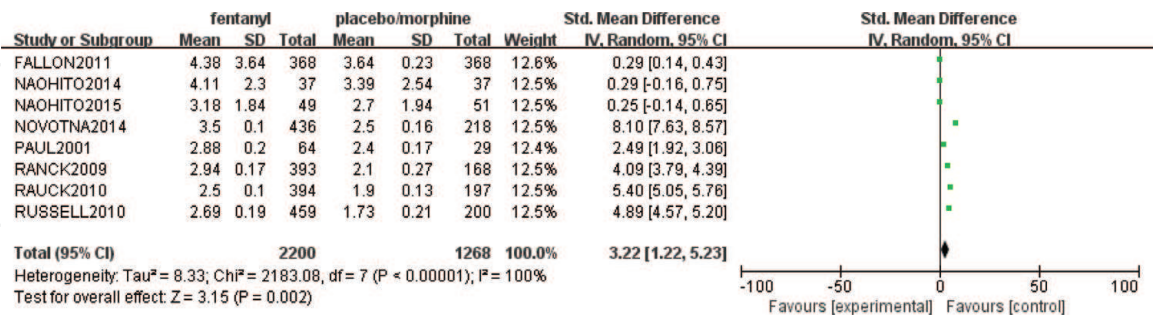 fentanyl placebo/morphine Std. Mean Difference Std. Mean Difference
Study or Subgroup Mean SD Total Mean SD Total Weight IV, Random, 95% CI IV, Random, 95% CI
FALLON2011 4.38 3.64 368 3.64 0.23 368 12.6% 0.29 [0.14, 0.43]
NAOHITO2014 4.11 2.3 37 3.39 2.54 37 12.5% 0.29 [-0.16, 0.75]
NAOHITO2015 3.18 1.84 49 2.7 1.94 51 12.5% 0.25 [-0.14, 0.65]
NOVOTNA2014 3.5 0.1 436 2.5 0.16 218 12.5% 8.10 [7.63, 8.57]
PAUL2001 2.88 0.2 64 2.4 0.17 29 12.4% 2.49 [1.92, 3.06]
RANCK2009 2.94 0.17 393 2.1 0.27 168 12.5% 4.09 [3.79, 4.39]
RAUCK2010 2.5 0.1 394 1.9 0.13 197 12.5% 5.40 [5.05, 5.76]
RUSSELL2010 2.69 0.19 459 1.73 0.21 200 12.5% 4.89 [4.57, 5.20]
Total (95% CI) 2200 1268 100.0% 3.22 [1.22, 5.23]
Heterogeneity: Tau² = 8.33; Chi² = 2183.08, df = 7 (P < 0.00001); I² = 100%
Test for overall effect: Z = 3.15 (P = 0.002)
-100 -50 0 50 100
Favours [experimental] Favours [control]